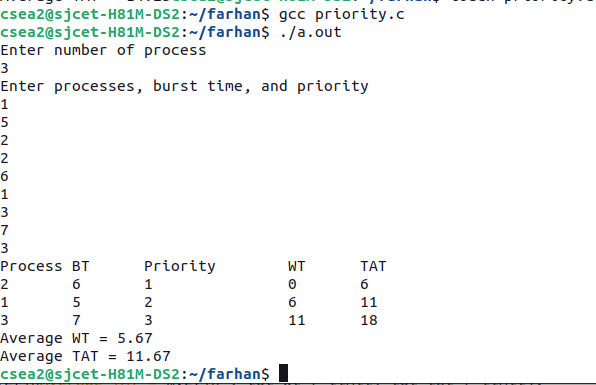 csea2@sjcet-H81M-DS2:~/farhan$ gcc priority.c
csea2@sjcet-H81M-DS2:~/farhan$ ./a.out
Enter number of process
3
Enter processes, burst time, and priority
1
5
2
2
6
1
3
7
3
Process BT Priority WT TAT
2 6 1 0 6
1 5 2 6 11
3 7 3 11 18
Average WT = 5.67
Average TAT = 11.67
csea2@sjcet-H81M-DS2:~/farhan$